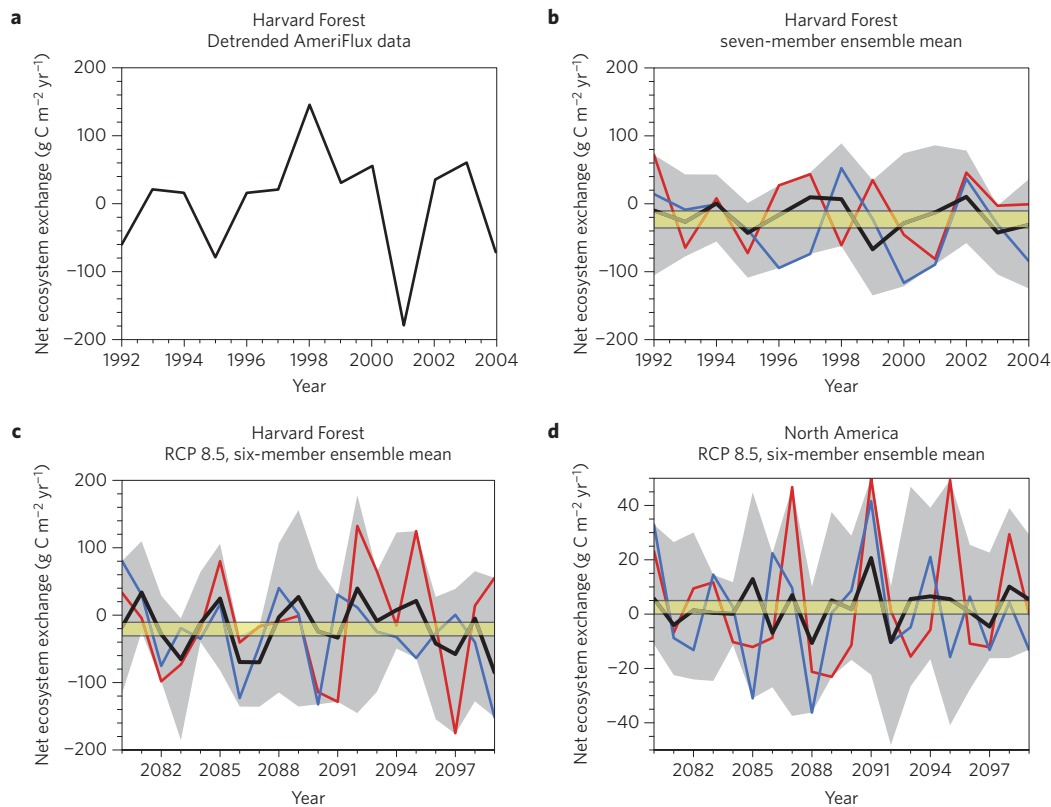 a
Harvard Forest
Detrended AmeriFlux data
Net ecosystem exchange (g C m⁻² yr⁻¹)
200
100
0
−100
−200
1992
1994
1996
1998
2000
2002
2004
Year
b
Harvard Forest
seven-member ensemble mean
Net ecosystem exchange (g C m⁻² yr⁻¹)
200
100
0
−100
−200
1992
1994
1996
1998
2000
2002
2004
Year
c
Harvard Forest
RCP 8.5, six-member ensemble mean
Net ecosystem exchange (g C m⁻² yr⁻¹)
200
100
0
−100
−200
2082
2085
2088
2091
2094
2097
Year
d
North America
RCP 8.5, six-member ensemble mean
Net ecosystem exchange (g C m⁻² yr⁻¹)
40
20
0
−20
−40
2082
2085
2088
2091
2094
2097
Year